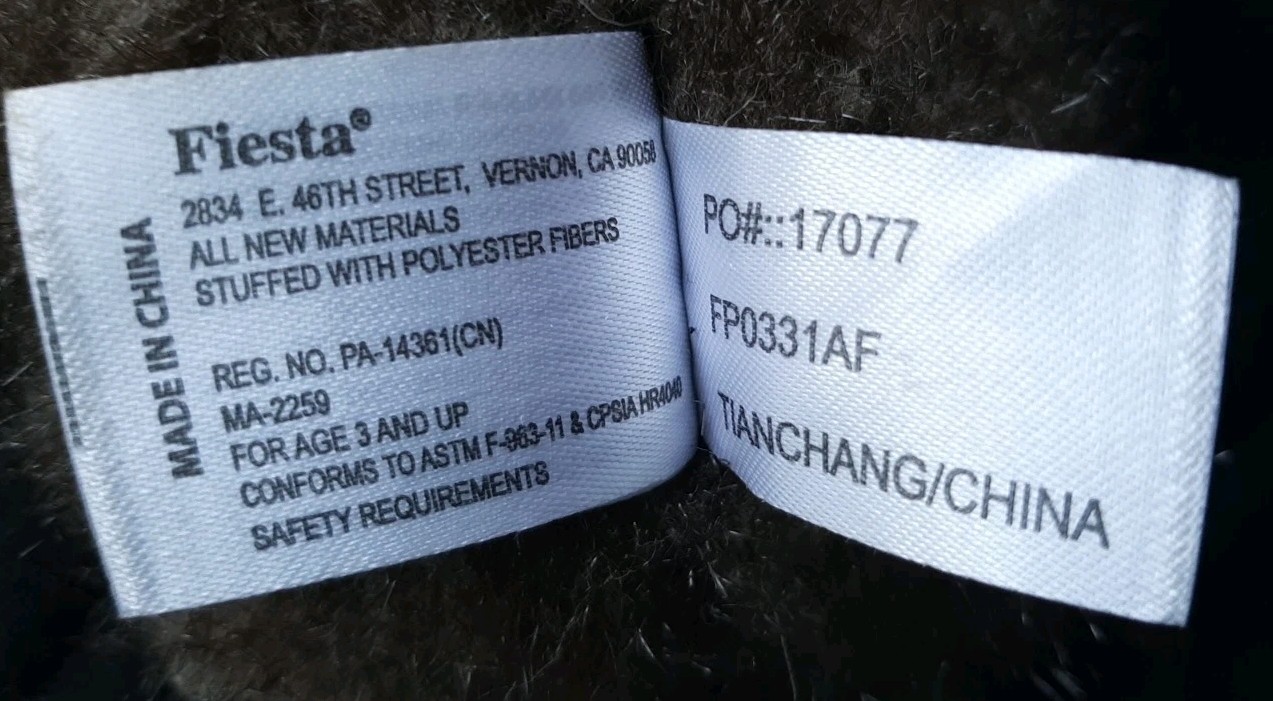 Fiesta®
2834 E. 46TH STREET, VERNON, CA 90058
ALL NEW MATERIALS
STUFFED WITH POLYESTER FIBERS
MADE IN CHINA
REG. NO. PA-14361(CN)
MA-2259
FOR AGE 3 AND UP
CONFORMS TO ASTM F-963-11 & CPSIA HR4040
SAFETY REQUIREMENTS
PO#::17077
FP0331AF
TIANCHANG/CHINA